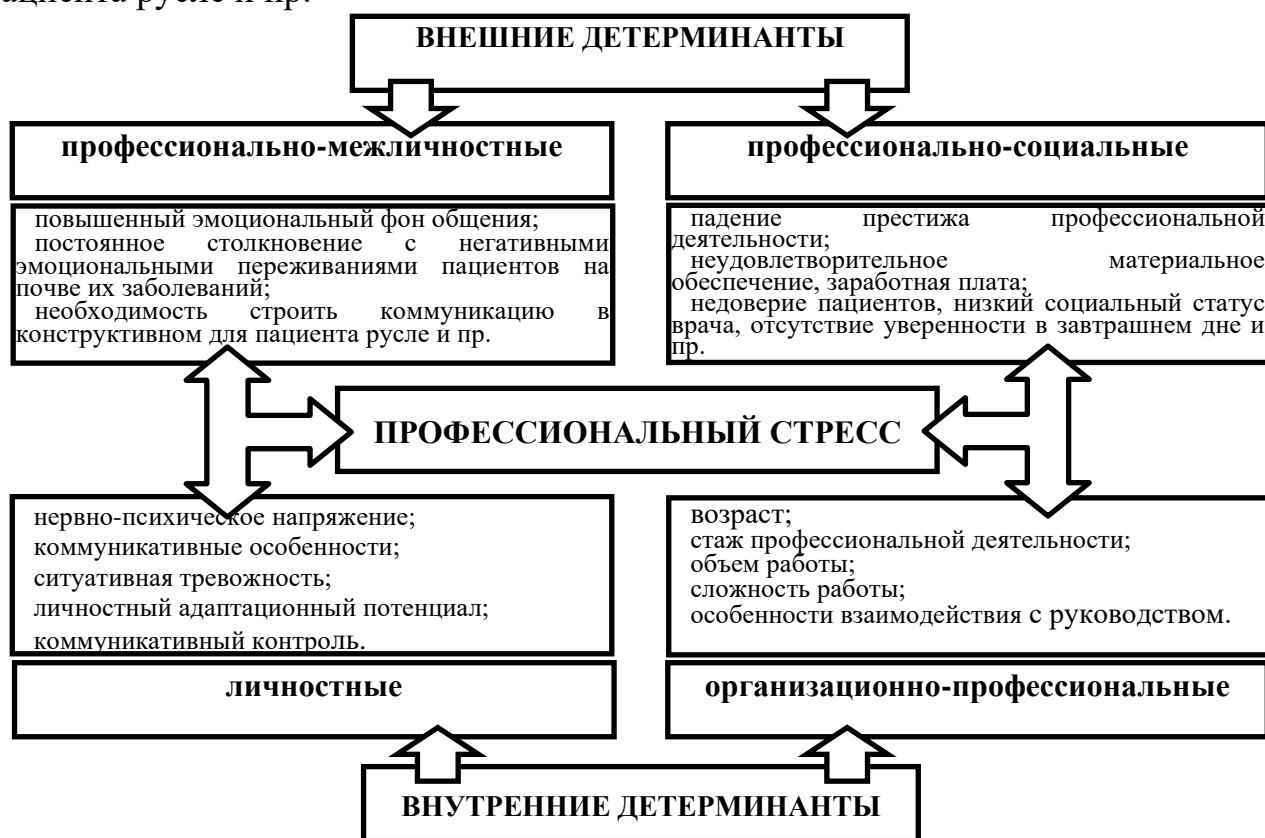 ациента русле и пр.
ВНЕШНИЕ ДЕТЕРМИНАНТЫ
профессионально-межличностные
повышенный эмоциональный фон общения;
постоянное столкновение с негативными
эмоциональными переживаниями пациентов на
почве их заболеваний;
необходимость строить коммуникацию в
конструктивном для пациента русле и пр.
профессионально-социальные
падение престижа профессиональной
деятельности;
неудовлетворительное материальное
обеспечение, заработная плата;
недоверие пациентов, низкий социальный статус
врача, отсутствие уверенности в завтрашнем дне и
пр.
ПРОФЕССИОНАЛЬНЫЙ СТРЕСС
нервно-психическое напряжение;
коммуникативные особенности;
ситуативная тревожность;
личностный адаптационный потенциал;
коммуникативный контроль.
личностные
возраст;
стаж профессиональной деятельности;
объем работы;
сложность работы;
особенности взаимодействия с руководством.
организационно-профессиональные
ВНУТРЕННИЕ ДЕТЕРМИНАНТЫ